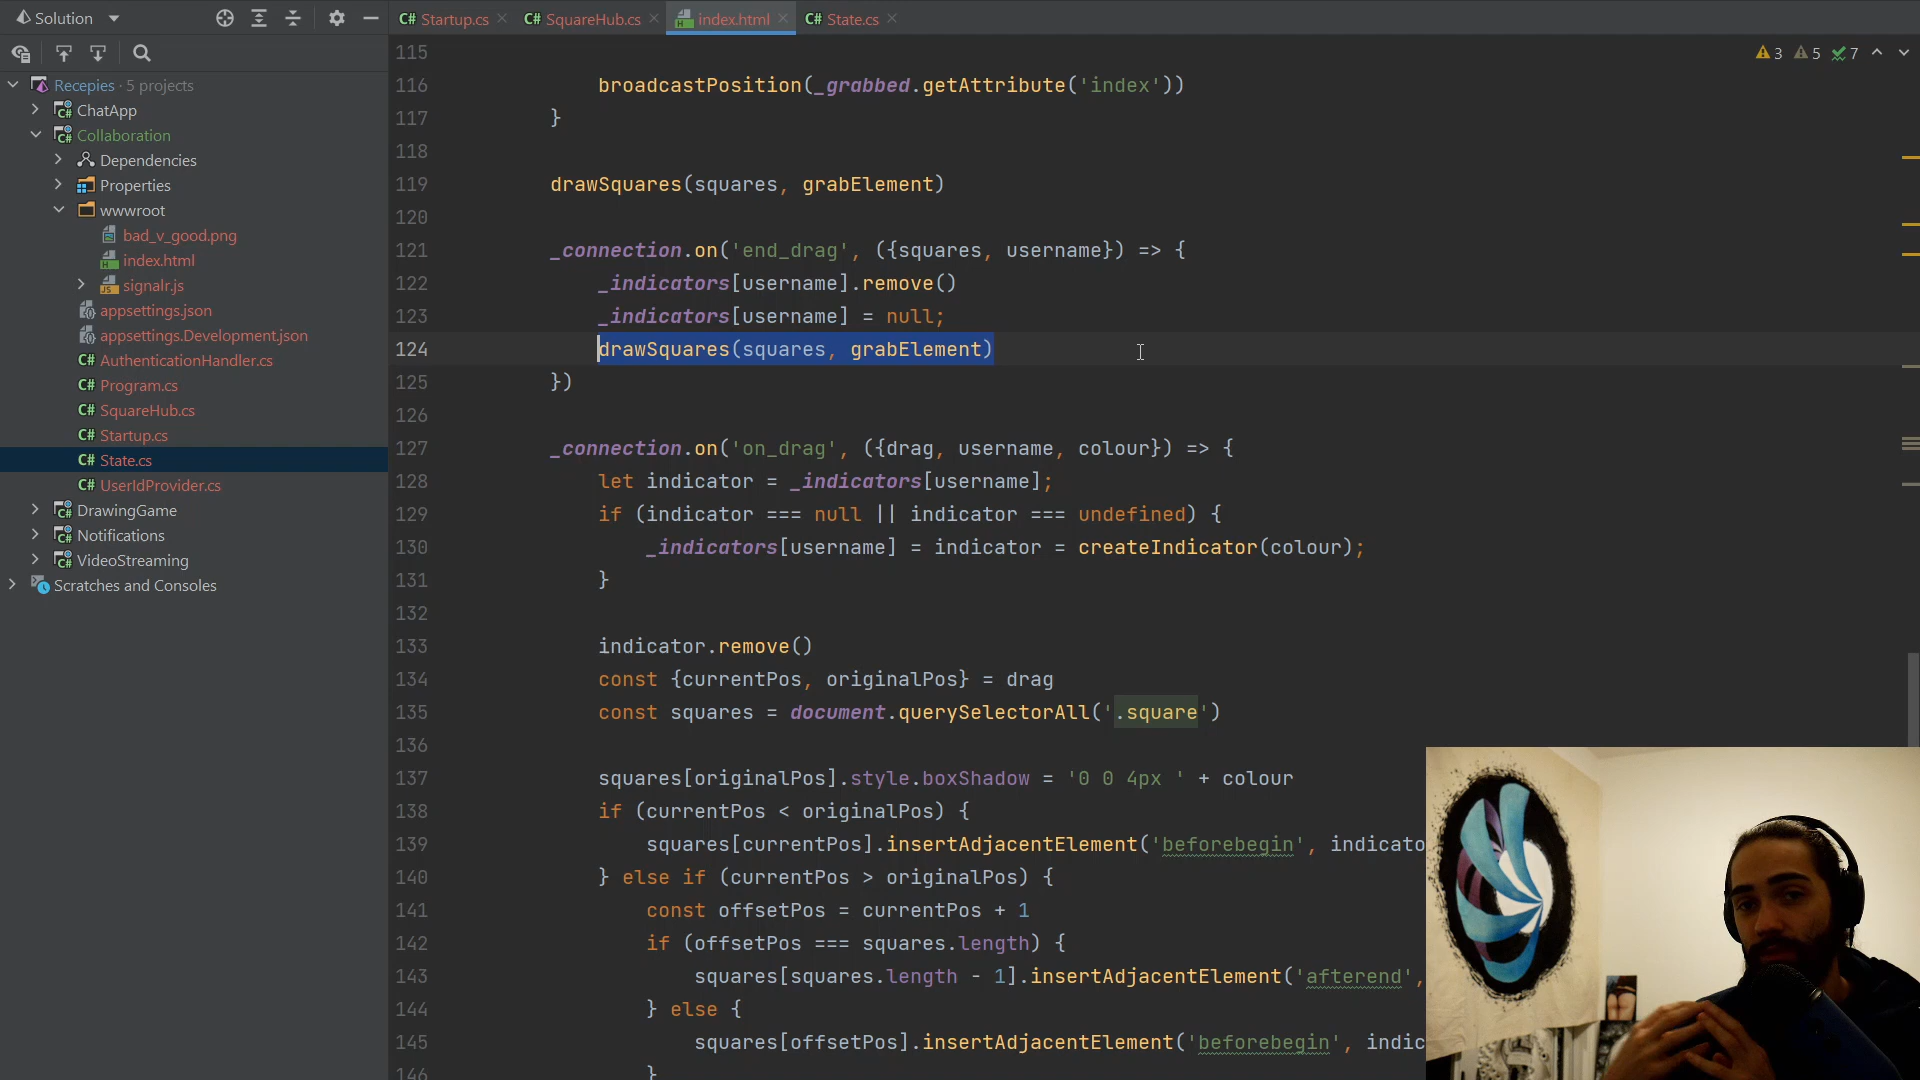 Solution
Startup.cs
SquareHub.cs
index.html
State.cs
3 5 7
Recepies · 5 projects
ChatApp
Collaboration
Dependencies
Properties
wwwroot
bad_v_good.png
index.html
signalr.js
appsettings.json
appsettings.Development.json
C# AuthenticationHandler.cs
C# Program.cs
C# SquareHub.cs
C# Startup.cs
C# State.cs
C# UserIdProvider.cs
DrawingGame
Notifications
VideoStreaming
Scratches and Consoles
115
116 broadcastPosition(_grabbed.getAttribute('index'))
117 }
118
119 drawSquares(squares, grabElement)
120
121 _connection.on('end_drag', ({squares, username}) => {
122 _indicators[username].remove()
123 _indicators[username] = null;
124 drawSquares(squares, grabElement)
125 })
126
127 _connection.on('on_drag', ({drag, username, colour}) => {
128 let indicator = _indicators[username];
129 if (indicator === null || indicator === undefined) {
130 _indicators[username] = indicator = createIndicator(colour);
131 }
132
133 indicator.remove()
134 const {currentPos, originalPos} = drag
135 const squares = document.querySelectorAll('.square')
136
137 squares[originalPos].style.boxShadow = '0 0 4px ' + colour
138 if (currentPos < originalPos) {
139 squares[currentPos].insertAdjacentElement('beforebegin', indicato
140 } else if (currentPos > originalPos) {
141 const offsetPos = currentPos + 1
142 if (offsetPos === squares.length) {
143 squares[squares.length - 1].insertAdjacentElement('afterend',
144 } else {
145 squares[offsetPos].insertAdjacentElement('beforebegin', indic
146 }